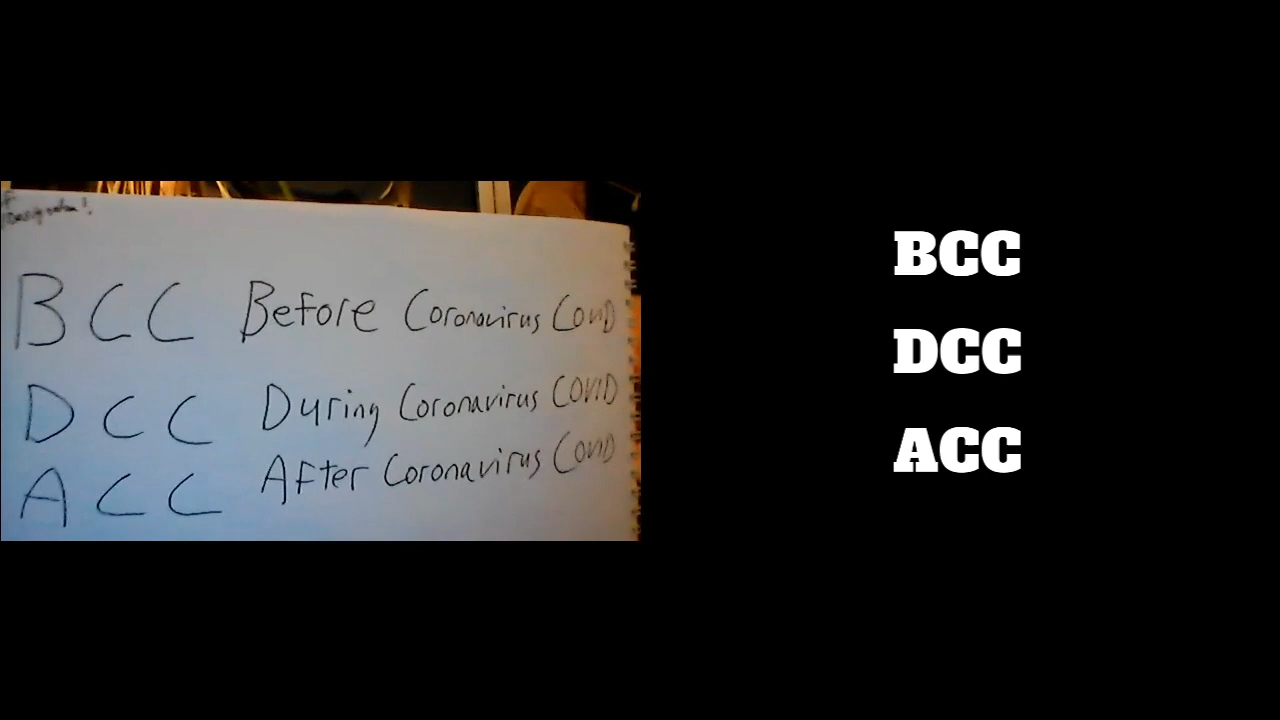 BCC Before Coronavirus COVID
DCC During Coronavirus COVID
ACC After Coronavirus COVID
BCC
DCC
ACC